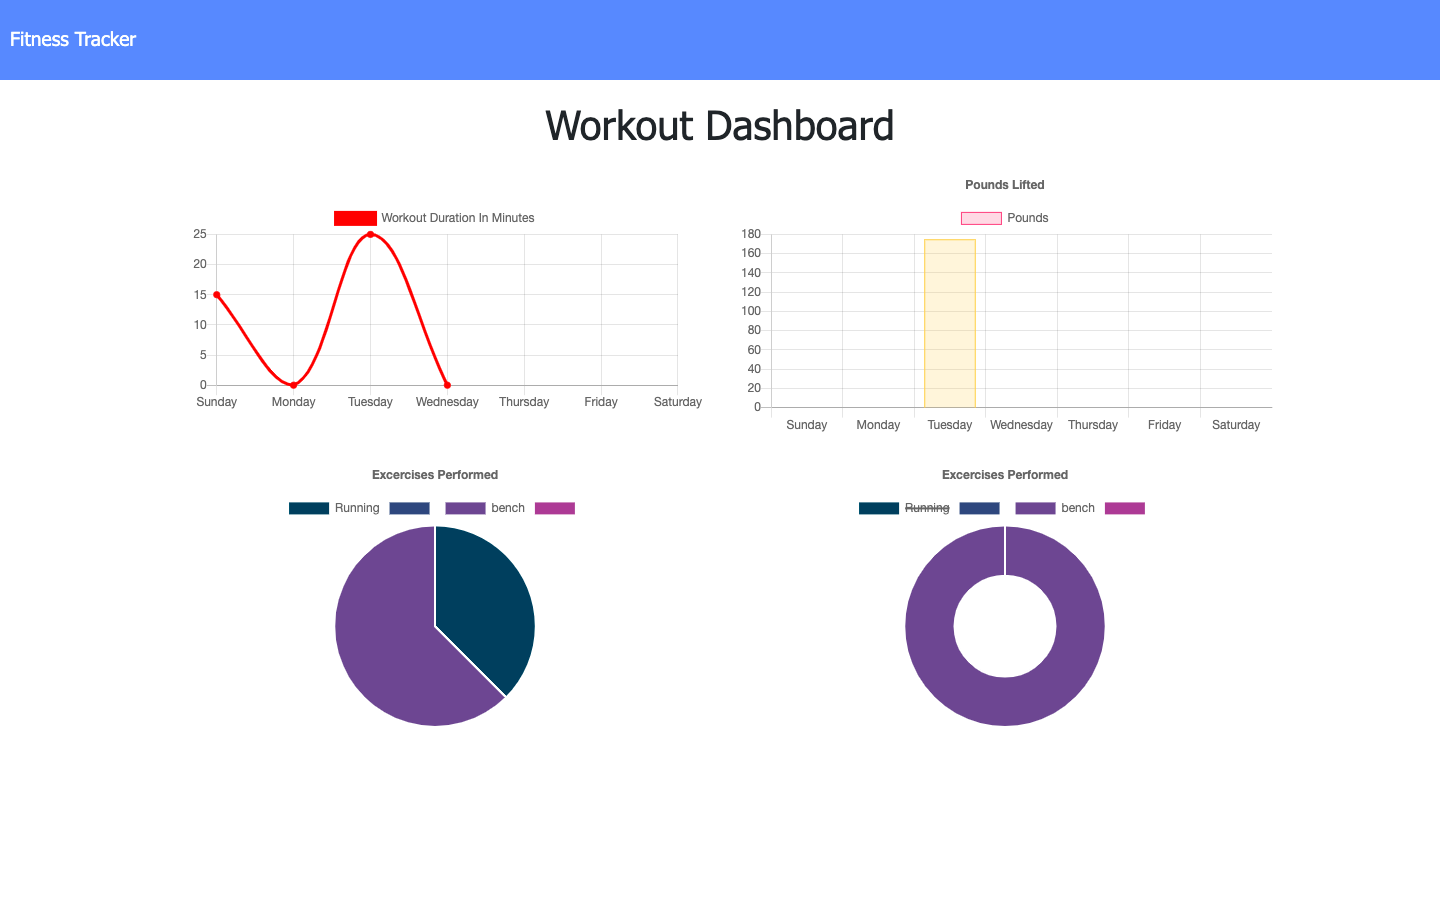 Fitness Tracker
Workout Dashboard
Workout Duration In Minutes
25
20
15
10
5
0
Sunday Monday Tuesday Wednesday Thursday Friday Saturday
Pounds Lifted
Pounds
180
160
140
120
100
80
60
40
20
0
Sunday Monday Tuesday Wednesday Thursday Friday Saturday
Excercises Performed
Running bench
Excercises Performed
Running bench